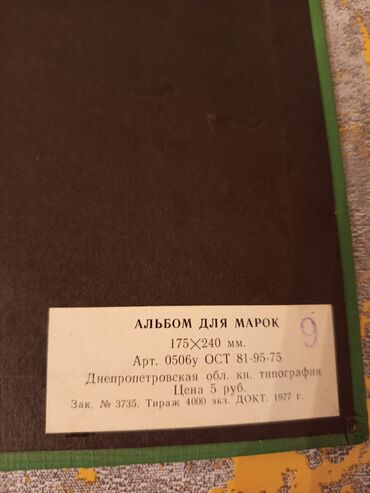 АЛЬБОМ ДЛЯ МАРОК
175×240 мм.
Арт. 0506у ОСТ 81-95-75
Днепропетровская обл. кн. типография
Цена 5 руб.
Зак. № 3735. Тираж 4000 экз. ДОКТ. 1977 г.
9